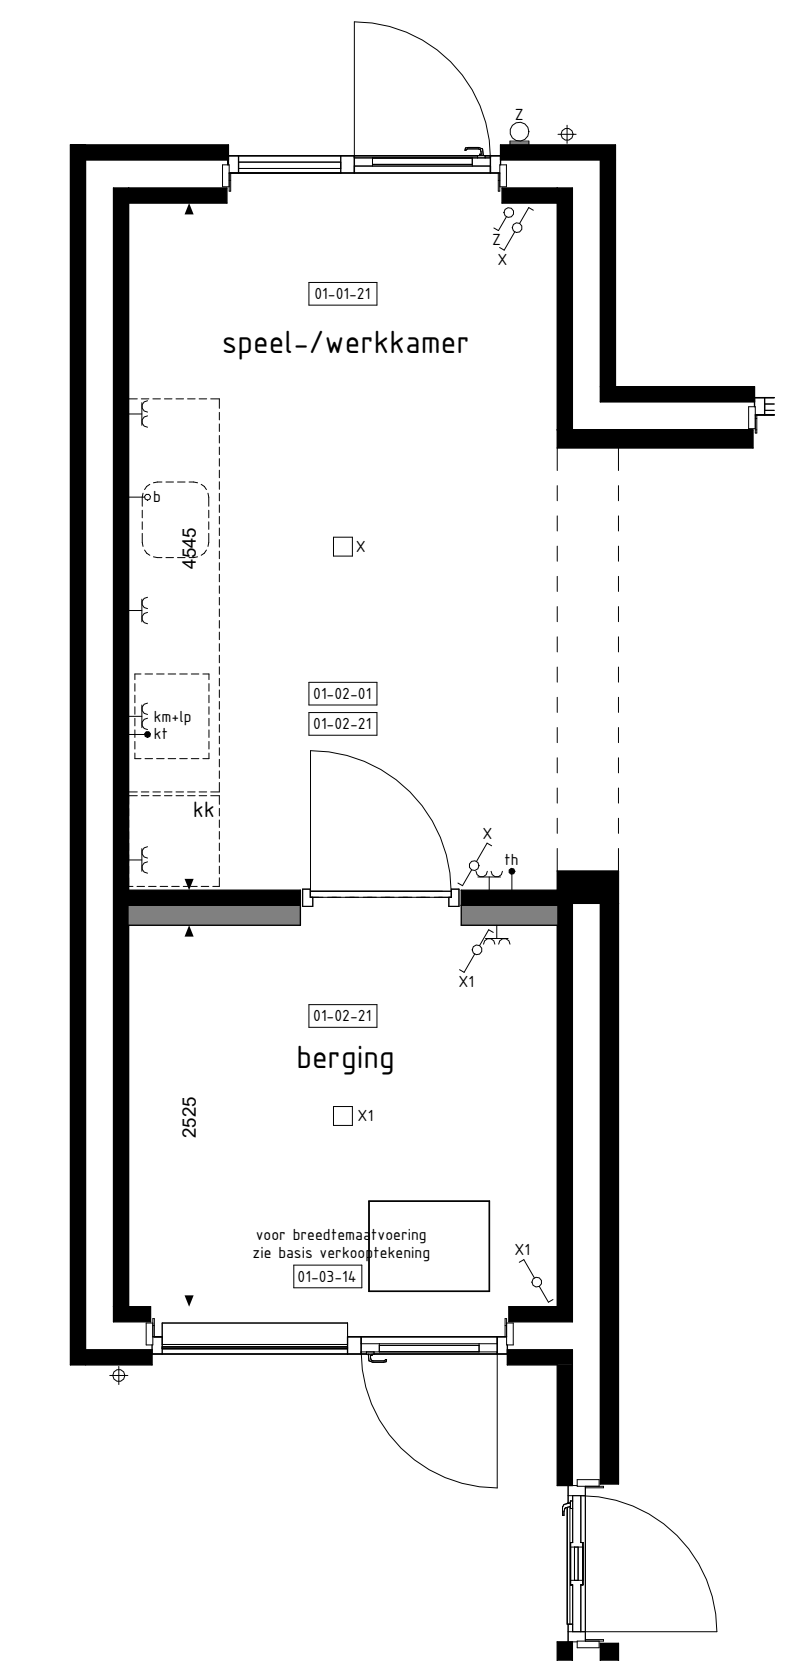 Z
Z
X
01-01-21
speel-/werkkamer
b
4545
X
01-02-01
01-02-21
km+lp
kt
kk
X
th
X1
01-02-21
berging
X1
2525
voor breedtemaatvoering
zie basis verkooptekening
01-03-14
X1